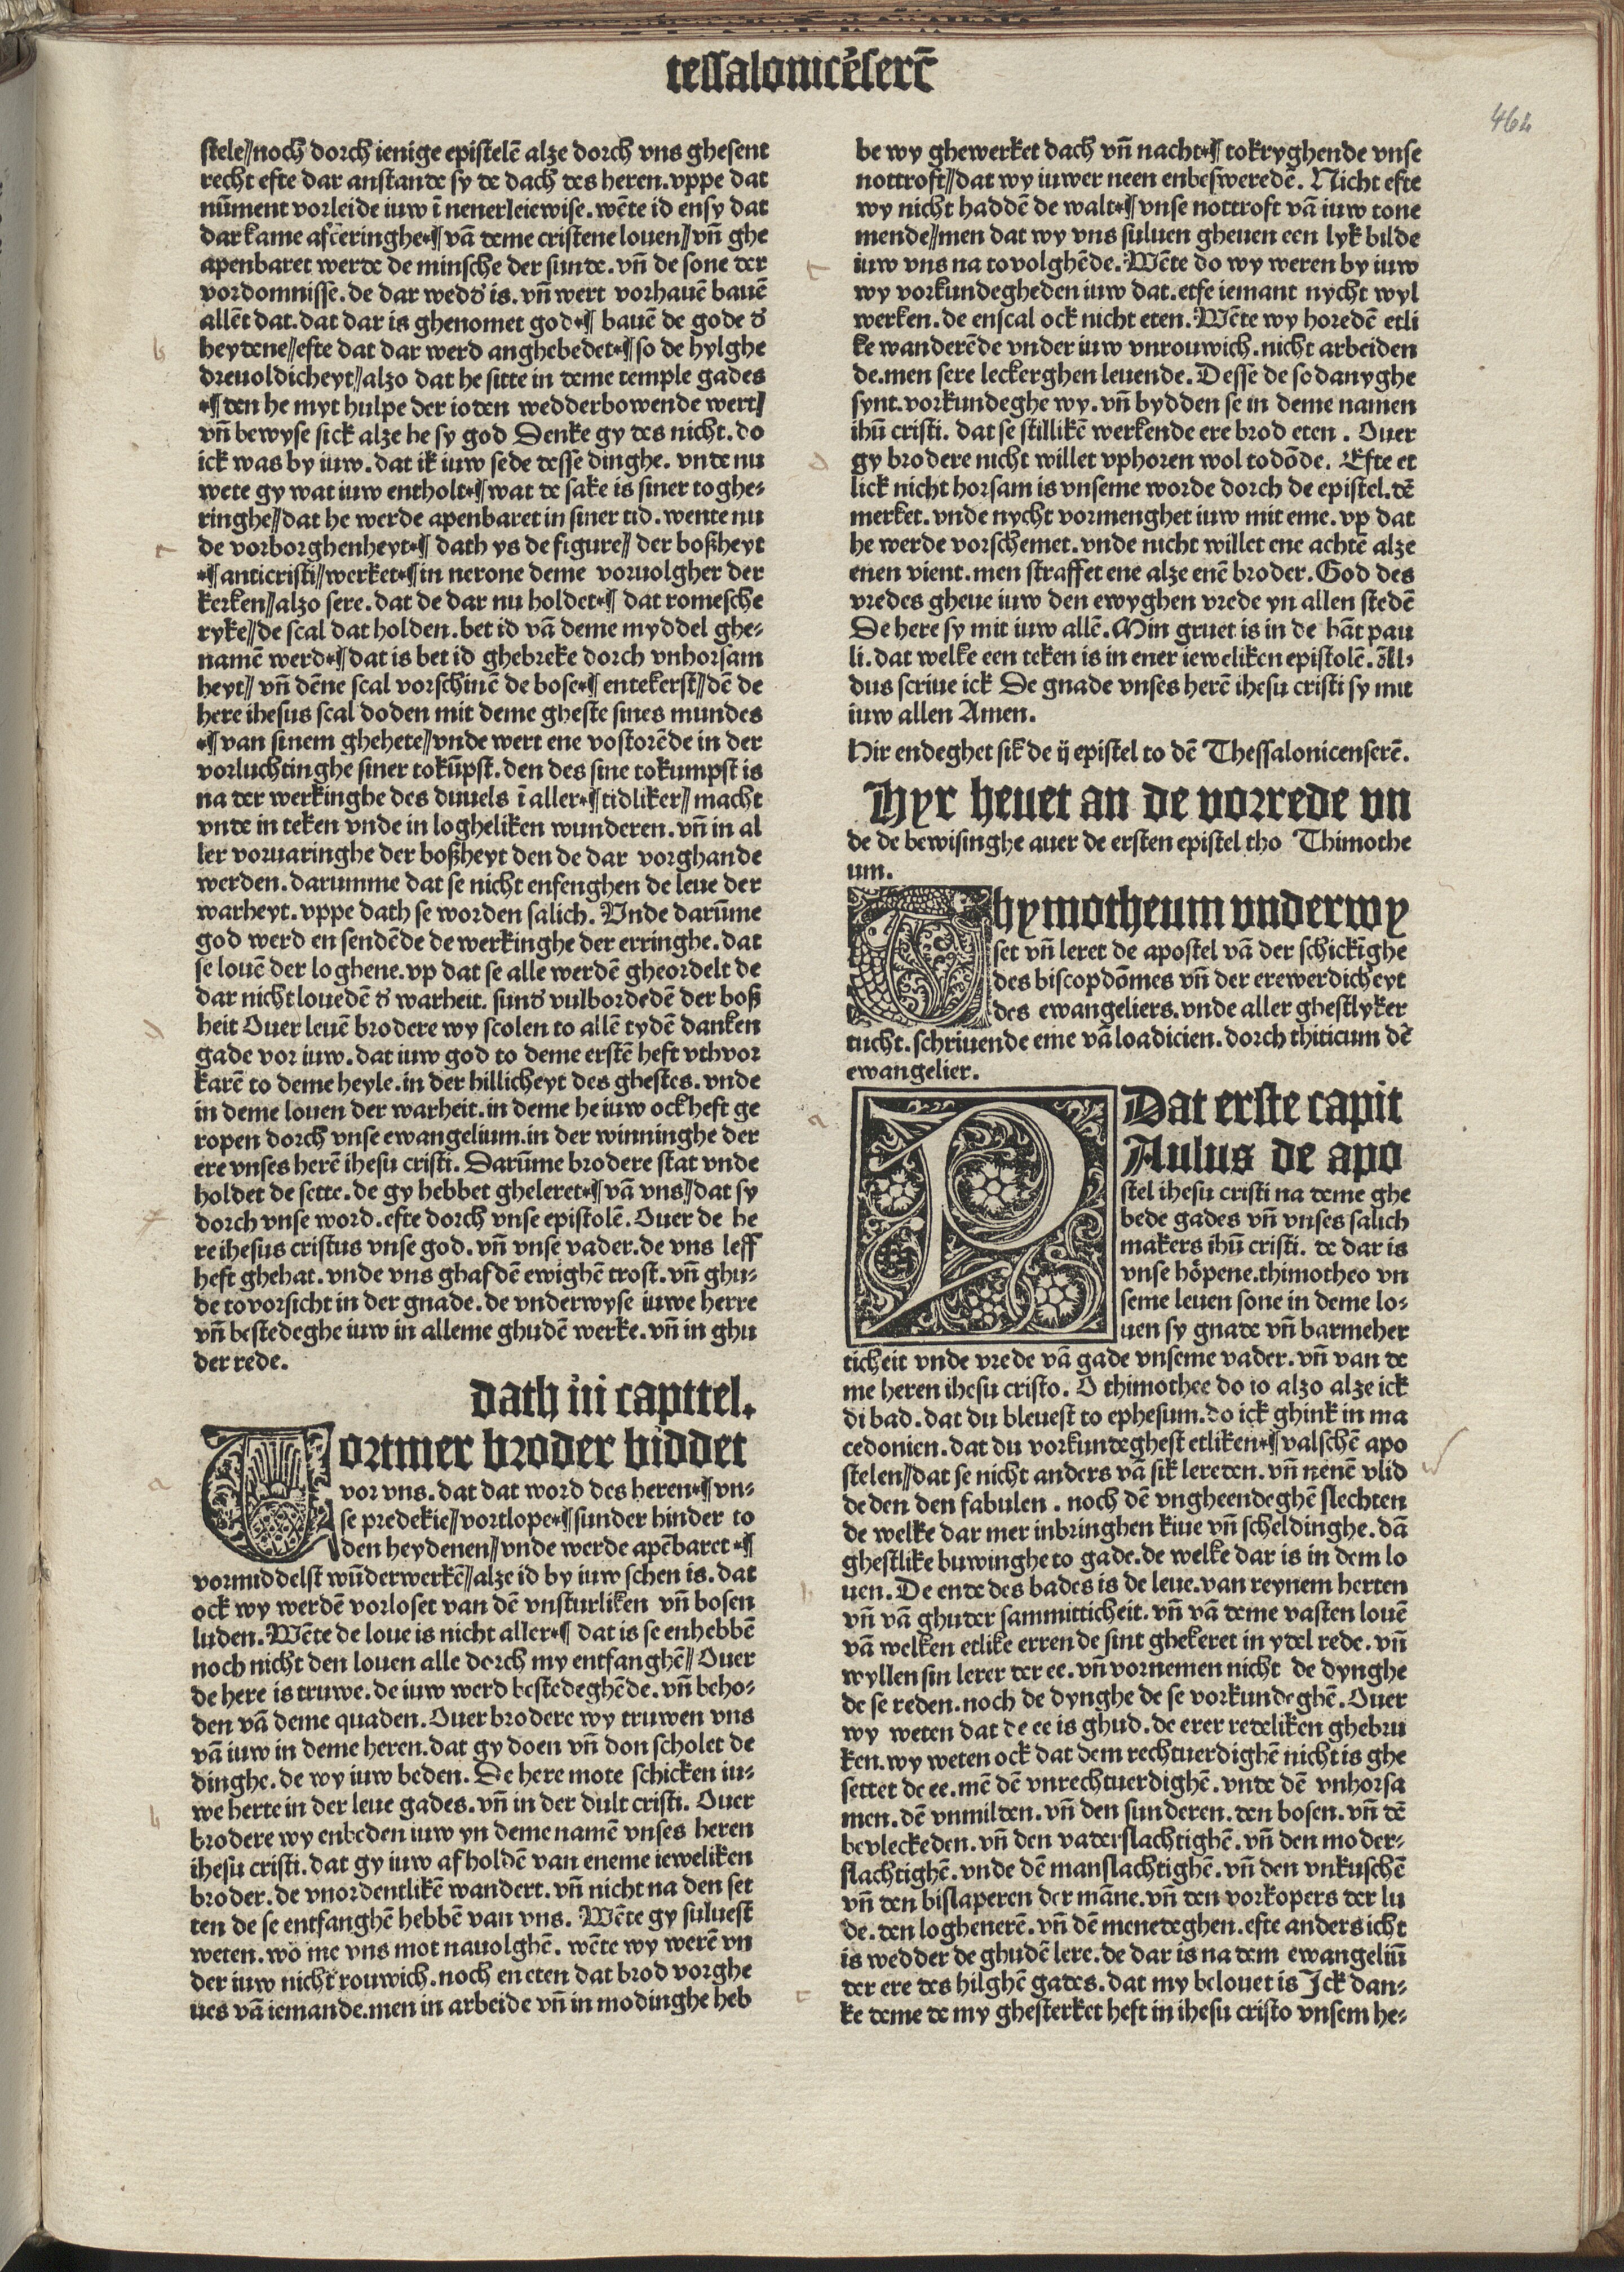 tessalonicēserē
464
stele||noch dorch ienige epistelē alze dorch vns ghesent
recht efte dar anstande sy de dach des heren. vppe dat
nūment vorleide iuw ī nenerleiewise. wēte id ensy dat
dar kame afscēringhe*¶ vā deme cristene louen||vn̄ ghe
apenbaret werde de minsche der sunde. vn̄ de sone der
vordomnisse. de dar wedd' is. vn̄ wert vorhauē bauē
allēt dat. dat dar is ghenomet god*¶ bauē de gode d'
heydene||efte dat dar werd anghebedet*¶ so de hylghe
dreuoldicheyt||alzo dat he sitte in deme temple gades
*¶ den he myt hulpe der ioden wedderbowende wert||
vn̄ bewyse sick alze he sy god Denke gy des nicht. do
ick was by iuw. dat ik iuw sede desse dinghe. vnde nu
wete gy wat iuw entholt*¶ wat de sake is siner toghe-
ringhe||dat he werde apenbaret in siner tid. wente nu
de vorborghenheyt*¶ dath ys de figure|| der boßheyt
*¶ anticristi||werket*¶ in nerone deme voruolgher der
kerken||alzo sere. dat de dar nu holdet*¶ dat romesche
ryke||de scal dat holden. bet id vā deme myddel ghe-
namē werd*¶ dat is bet id ghebreke dorch vnhorsam
heyt|| vn̄ dēne scal vorschinē de bose*¶ entekerst||dē de
here ihesus scal doden mit deme gheste sines mundes
*¶ van sinem ghehete||vnde wert ene vostorēde in der
vorluchtinghe siner tokūpst. den des sine tokumpst is
na der werkinghe des diuuels ī aller*¶ tidliker|| macht
vnde in teken vnde in logheliken wunderen. vn̄ in al
ler voruaringhe der boßheyt den de dar vorghande
werden. darumme dat se nicht enfenghen de leue der
warheyt. vppe dath se worden salich. Vnde darūme
god werd en sendēde de werkinghe der erringhe. dat
se louē der loghene. vp dat se alle werdē gheordelt de
dar nicht louedē d' warheit. sund' vulbordedē der boß
heit Ouer leuē brodere wy scolen to allē tydē danken
gade vor iuw. dat iuw god to deme erstē heft vthvor
karē to deme heyle. in der hillicheyt des ghestes. vnde
in deme louen der warheit. in deme he iuw ock heft ge
ropen dorch vnse ewangelium. in der winninghe der
ere vnses herē ihesu cristi. Darūme brodere stat vnde
holdet de sette. de gy hebbet gheleret*¶ vā vns||dat sy
dorch vnse word. efte dorch vnse epistolē. Ouer de he
re ihesus cristus vnse god. vn̄ vnse vader. de vns leff
heft ghehat. vnde vns ghaf dē ewighē trost. vn̄ ghu-
de tovorsicht in der gnade. de vnderwyse iuwe herre
vn̄ bestedeghe iuw in alleme ghudē werke. vn̄ in ghu
der rede.
dath iii capttel.
Vortmer broder biddet
vor vns. dat dat word des heren*¶ vn-
se predekie||vortlope*¶ sunder hinder to
den heydenen||vnde werde apēbaret *¶
vormiddelst wūderwerkē||alze id by iuw schen is. dat
ock wy werdē vorloset van dē vnsturliken vn̄ bosen
luden. Wēte de loue is nicht aller*¶ dat is se enhebbē
noch nicht den louen alle dorch my entfanghē|| Ouer
de here is truwe. de iuw werd bestedeghēde. vn̄ beho-
den vā deme quaden. Ouer brodere wy truwen vns
vā iuw in deme heren. dat gy doen vn̄ don scholet de
dinghe. de wy iuw beden. De here mote schicken iu-
we herte in der leue gades. vn̄ in der dult cristi. Ouer
brodere wy enbeden iuw yn deme namē vnses heren
ihesu cristi. dat gy iuw af holdē van eneme ieweliken
broder. de vnordentlikē wandert. vn̄ nicht na den set
ten de se entfanghē hebbē van vns. Wēte gy suluest
weten. wo me vns mot nauolghē. wēte wy werē vn
der iuw nicht rouwich. noch en eten dat brod vorghe
ues vā iemande. men in arbeide vn̄ in modinghe heb
be wy ghewerket dach vn̄ nacht*¶ tokryghende vnse
nottroft||dat wy iuwer neen enbesweredē. Nicht efte
wy nicht haddē de walt*¶ vnse nottroft vā iuw tone
mende||men dat wy vns suluen gheuen een lyk bilde
iuw vns na tovolghēde. Wēte do wy weren by iuw
wy vorkundegheden iuw dat. etfe iemant nycht wyl
werken. de enscal ock nicht eten. Wēte wy horedē etli
ke wanderēde vnder iuw vnrouwich. nicht arbeiden
de. men sere leckerghen leuende. Desse de sodanyghe
synt. vorkundeghe wy. vn̄ bydden se in deme namen
ihū cristi. dat se stillikē werkende ere brod eten. Ouer
gy brodere nicht willet vphoren wol todōde. Efte et
lick nicht horsam is vnseme worde dorch de epistel. dē
merket. vnde nycht vormenghet iuw mit eme. vp dat
he werde vorschemet. vnde nicht willet ene achtē alze
enen vient. men straffet ene alze enē broder. God des
vredes gheue iuw den ewyghen vrede yn allen stedē
De here sy mit iuw allē. Min gruet is in de hāt pau
li. dat welke een teken is in ener ieweliken epistolē. āll-
dus scriue ick De gnade vnses herē ihesu cristi sy mit
iuw allen Amen.
Hir endeghet sik de ij epistel to dē Thessalonicenserē.
Hyr heuet an de vorrede vn
de de bewisinghe auer de ersten epistel tho Thimothe
um.
Thymotheum vnderwy
set vn̄ leret de apostel vā der schickīghe
des biscopdōmes vn̄ der erewerdicheyt
des ewangeliers. vnde aller ghestlyker
tucht. schriuende eme vā loadicien. dorch thiticum dē
ewangelier.
Dat erste capit
PAulus de apo
stel ihesu cristi na deme ghe
bede gades vn̄ vnses salich
makers ihū cristi. de dar is
vnse höpene. thimotheo vn
seme leuen sone in deme lo-
uen sy gnade vn̄ barmeher
ticheit vnde vrede vā gade vnseme vader. vn̄ van de
me heren ihesu cristo. O thimothee do io alzo alze ick
di bad. dat du bleuest to ephesum. do ick ghink in ma
cedonien. dat du vorkundeghest etliken*¶ valschē apo
stelen||dat se nicht anders vā sik lereten. vn̄ nenē vlid
deden den fabulen. noch dē vngheendeghē slechten
de welke dar mer inbringhen kiue vn̄ scheldinghe. dā
ghestlike buwinghe to gade. de welke dar is in dem lo
uen. De ende des bades is de leue. van reynem herten
vn̄ vā ghuder sammitticheit. vn̄ vā deme vasten louē
vā welken etlike errende sint ghekeret in ydel rede. vn̄
wyllen sin lerer der ee. vn̄ vornemen nicht de dynghe
de se reden. noch de dynghe de se vorkundeghē. Ouer
wy weten dat de ee is ghud. de erer redeliken ghebru
ken. wy weten ock dat dem rechtuerdighē nicht is ghe
settet de ee. mē dē vnrechtuerdighē. vnde dē vnhorsa
men. dē vnmilden. vn̄ den sunderen. den bosen. vn̄ dē
bevleckeden. vn̄ den vaderslachtighē. vn̄ den moder-
slachtighē. vnde dē manslachtighē. vn̄ den vnkuschē
vn̄ den bislaperen der māne. vn̄ den vorkopers der lu
de. den loghenerē. vn̄ dē menedeghen. efte anders icht
is wedder de ghudē lere. de dar is na dem ewangeliū
der ere des hilghē gades. dat my belouet is Ick dan-
ke deme de my ghesterket heft in ihesu cristo vnsem he-